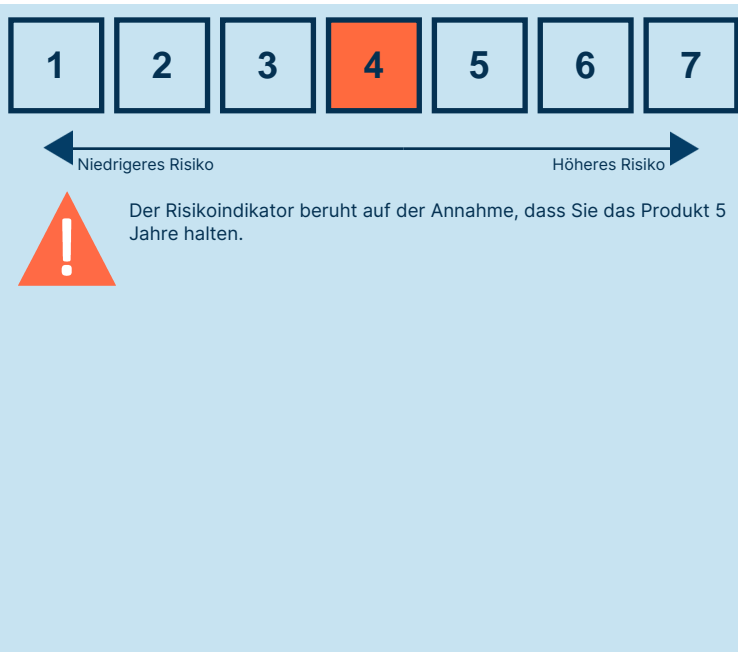 1 2 3 4 5 6 7
Niedrigeres Risiko Höheres Risiko
Der Risikoindikator beruht auf der Annahme, dass Sie das Produkt 5
Jahre halten.